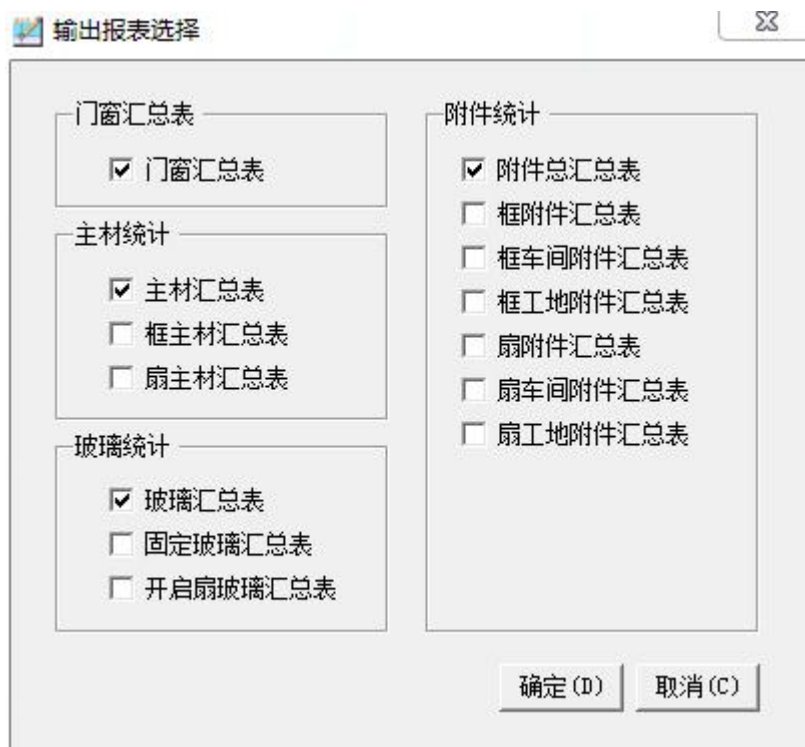 输出报表选择
门窗汇总表
门窗汇总表
主材统计
主材汇总表
框主材汇总表
扇主材汇总表
玻璃统计
玻璃汇总表
固定玻璃汇总表
开启扇玻璃汇总表
附件统计
附件总汇总表
框附件汇总表
框车间附件汇总表
框工地附件汇总表
扇附件汇总表
扇车间附件汇总表
扇工地附件汇总表
确定(D)
取消(C)